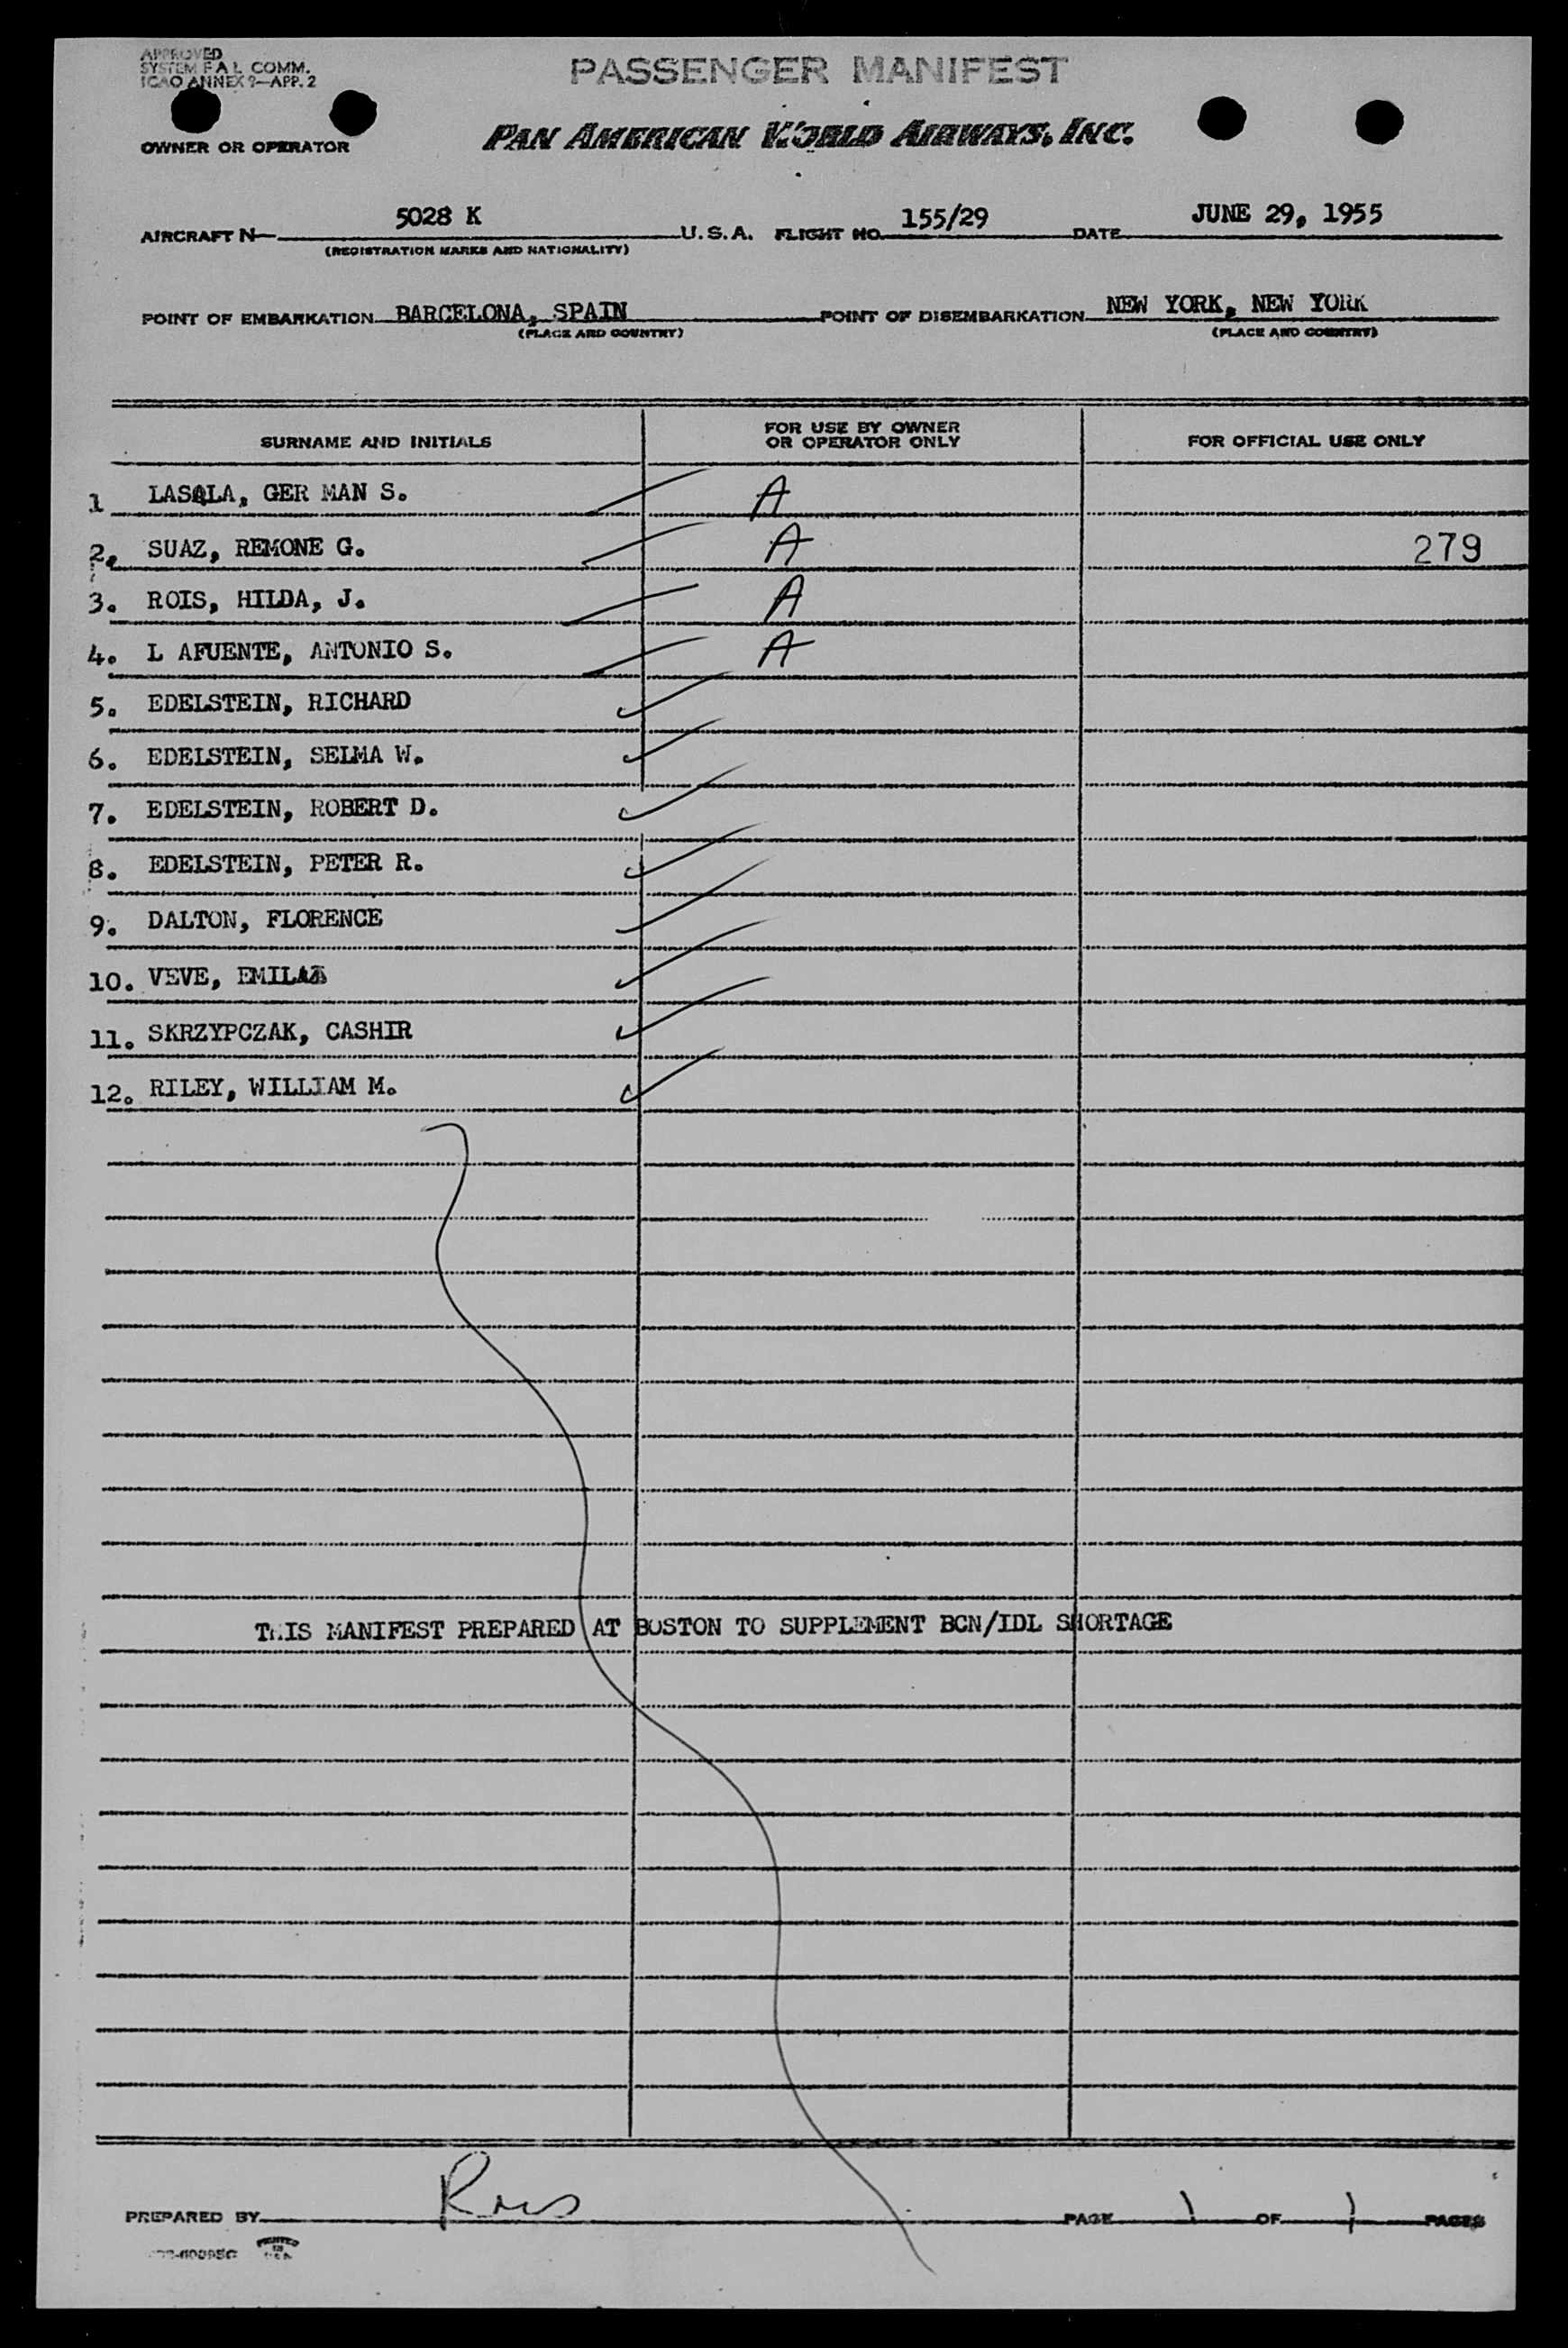 APPROVED
SYSTEM F A L COMM.
ICAO ANNEX 9—APP. 2
PASSENGER MANIFEST
OWNER OR OPERATOR PAN AMERICAN WORLD AIRWAYS, INC.
AIRCRAFT N— 5028 K U.S.A. FLIGHT NO. 155/29 DATE JUNE 29, 1955
(REGISTRATION MARKS AND NATIONALITY)
POINT OF EMBARKATION BARCELONA, SPAIN POINT OF DISEMBARKATION NEW YORK, NEW YORK
(PLACE AND COUNTRY) (PLACE AND COUNTRY)
SURNAME AND INITIALS FOR USE BY OWNER OR OPERATOR ONLY FOR OFFICIAL USE ONLY
1 LASALA, GER MAN S. A
2. SUAZ, REMONE G. A 279
3. ROIS, HILDA, J. A
4. L AFUENTE, ANTONIO S. A
5. EDELSTEIN, RICHARD
6. EDELSTEIN, SELMA W.
7. EDELSTEIN, ROBERT D.
8. EDELSTEIN, PETER R.
9. DALTON, FLORENCE
10. VEVE,
11. SKRZYPCZAK, CASHIR
12. RILEY, WILLIAM M.
THIS MANIFEST PREPARED AT BOSTON TO SUPPLEMENT BCN/IDL SHORTAGE
PREPARED BY PAGE 1 OF 1 PAGES
PRINTED IN U.S.A.